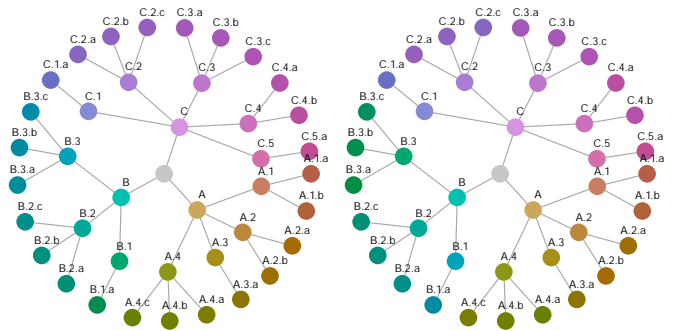 C.2.c C.3.a C.2.c C.3.a
C.2.b C.3.b C.2.b C.3.b
C.2.a C.3.c C.2.a C.3.c
C.1.a C.2 C.3 C.4.a C.1.a C.2 C.3 C.4.a
B.3.c C.1 C C.4 C.4.b B.3.c C.1 C C.4 C.4.b
B.3.b B.3 C.5 C.5.a B.3.b B.3 C.5 C.5.a
B.3.a A.1 A.1.a B.3.a A.1 A.1.a
B A A.1.b B A A.1.b
B.2.c B.2 A.2 A.2.a B.2.c B.2 A.2 A.2.a
B.2.b B.1 A.4 A.3 B.2.b B.1 A.4 A.3
B.2.a A.2.b B.2.a A.2.b
B.1.a A.3.a B.1.a A.3.a
A.4.c A.4.b A.4.a A.4.c A.4.b A.4.a